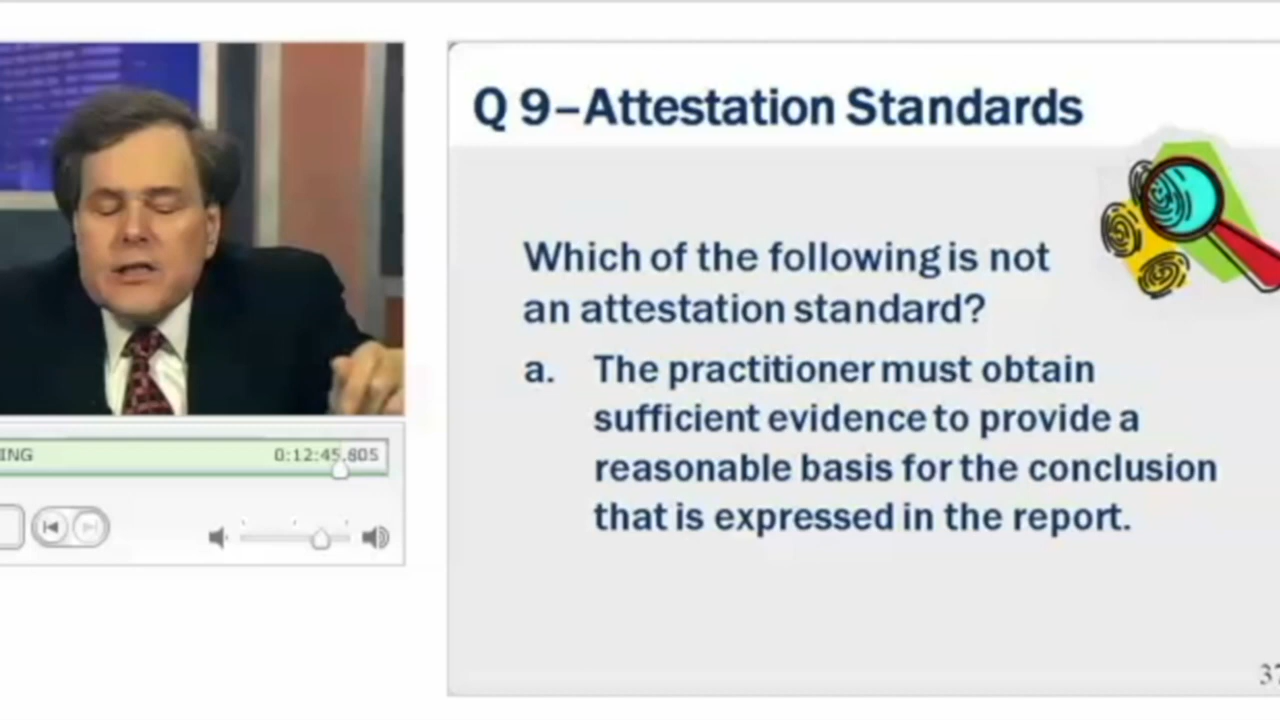 Q 9–Attestation Standards
Which of the following is not
an attestation standard?
a. The practitioner must obtain
sufficient evidence to provide a
reasonable basis for the conclusion
that is expressed in the report.
ING 0:12:45.805
37